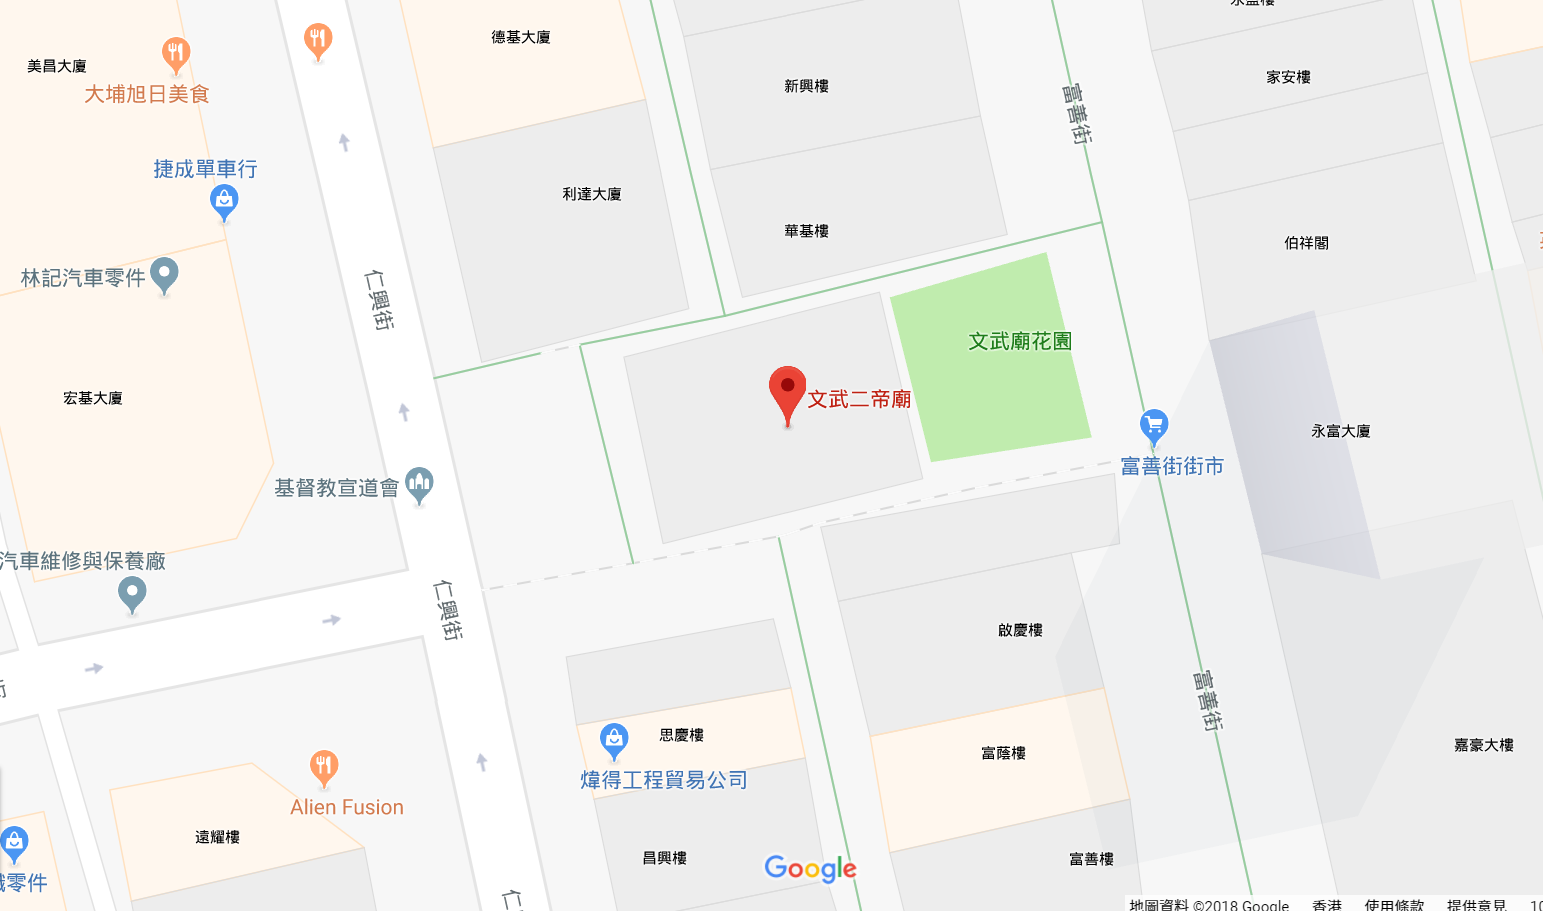 永盛樓
德基大廈
美昌大廈
家安樓
新興樓
大埔旭日美食
富善街
捷成單車行
利達大廈
華基樓
伯祥閣
林記汽車零件
仁興街
文武廟花園
宏基大廈
文武二帝廟
永富大廈
富善街街市
基督教宣道會
汽車維修與保養廠
仁興街
啟慶樓
街
富善街
思慶樓
嘉豪大樓
富蔭樓
煒得工程貿易公司
Alien Fusion
遠耀樓
昌興樓
富善樓
Google
零件
仁
地圖資料 ©2018 Google 香港 使用條款 提供意見 10